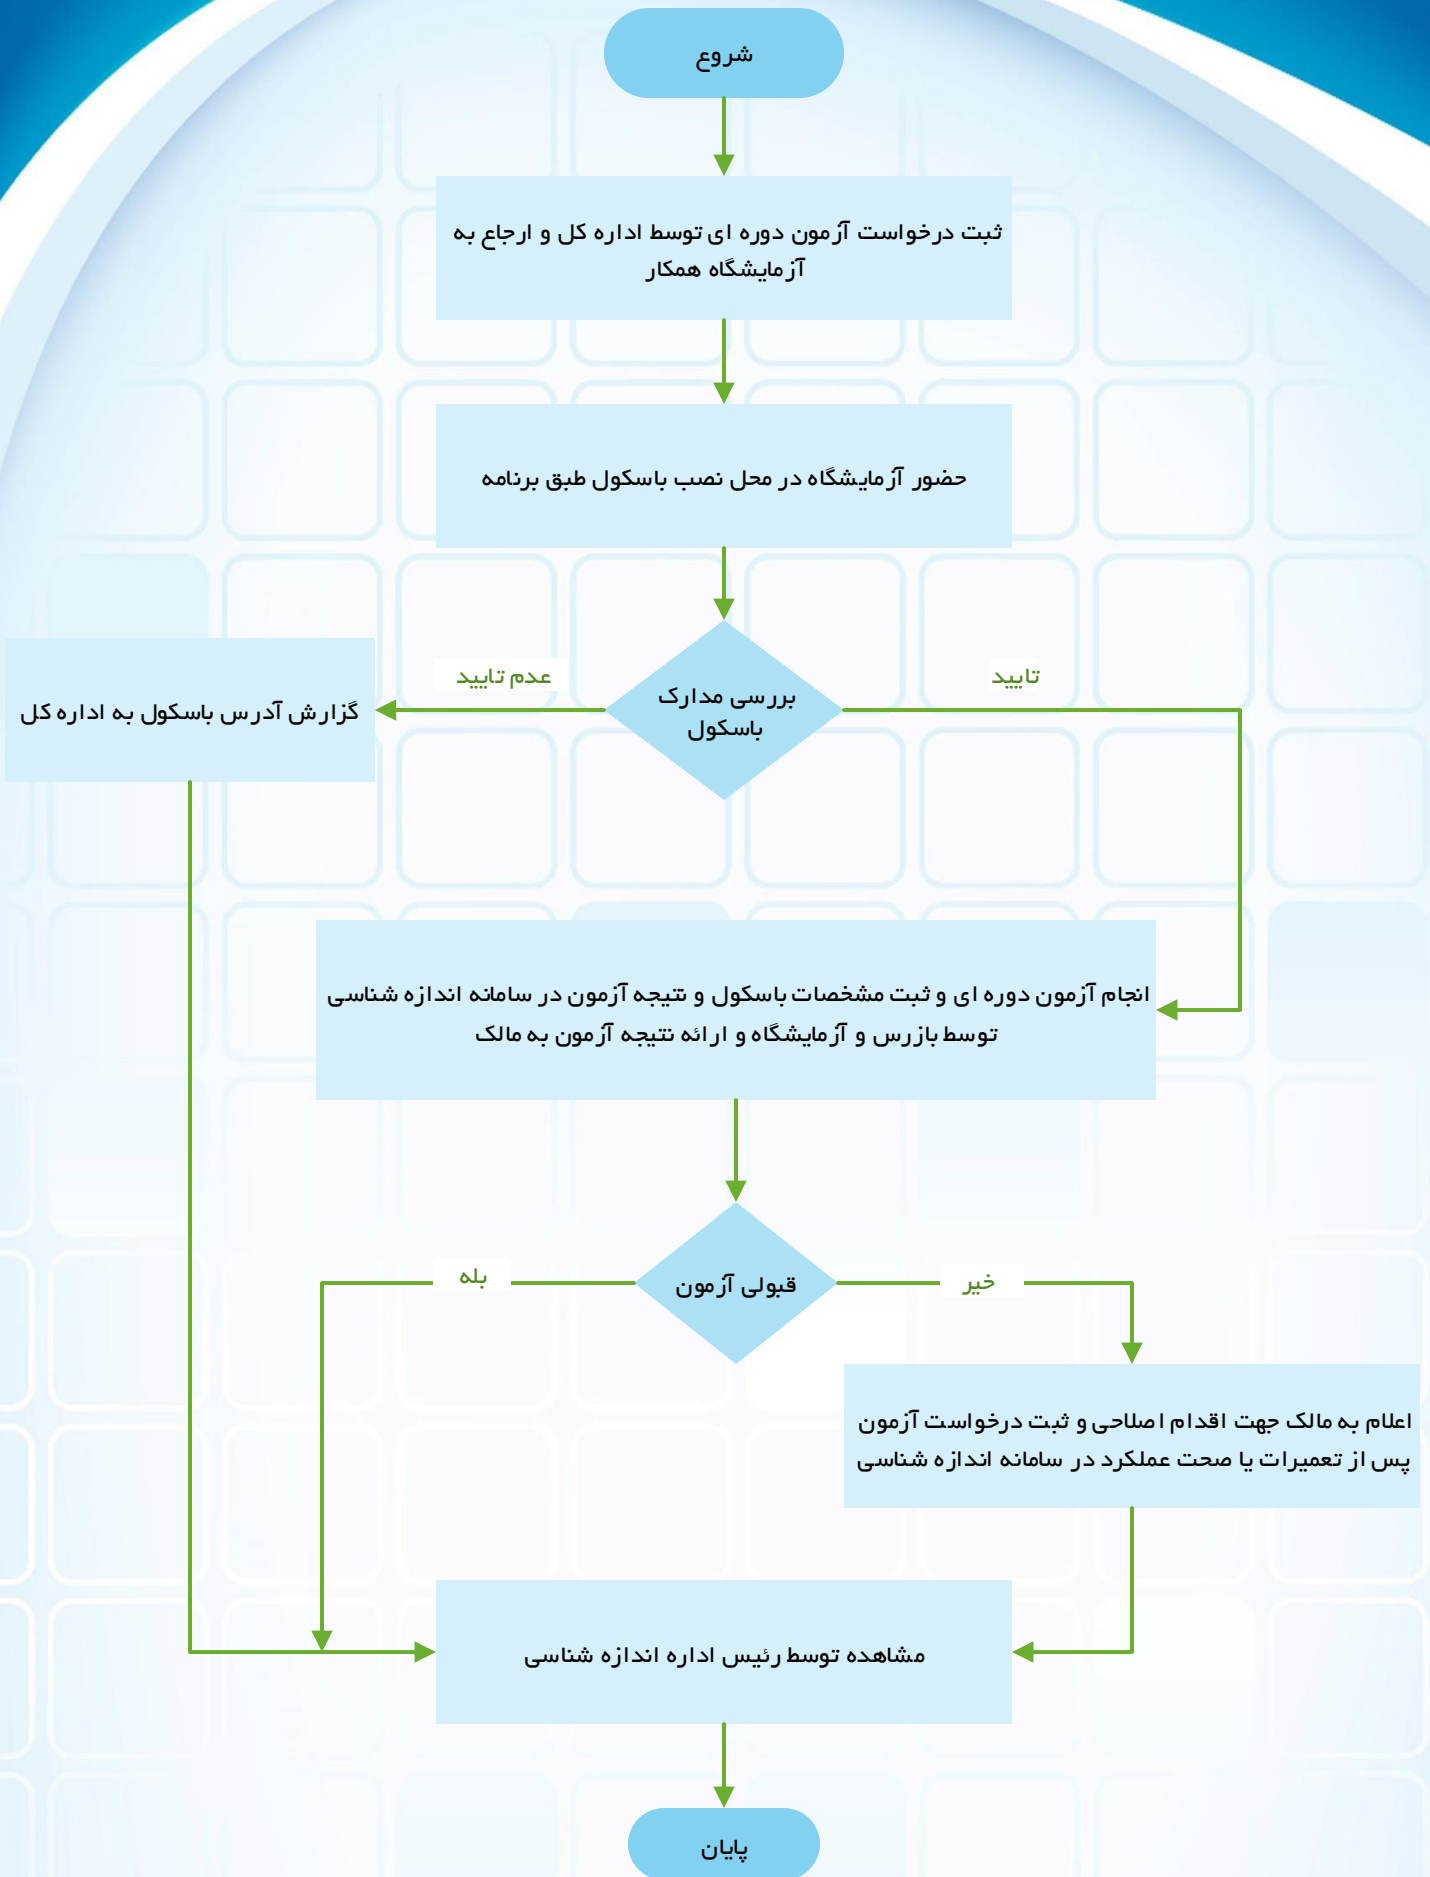 شروع
ثبت درخواست آزمون دوره ای توسط اداره کل و ارجاع به
آزمایشگاه همکار
حضور آزمایشگاه در محل نصب باسکول طبق برنامه
بررسی مدارک
باسکول
تایید
عدم تایید
گزارش آدرس باسکول به اداره کل
انجام آزمون دوره ای و ثبت مشخصات باسکول و نتیجه آزمون در سامانه اندازه شناسی
توسط بازرس و آزمایشگاه و ارائه نتیجه آزمون به مالک
قبولی آزمون
خیر
بله
اعلام به مالک جهت اقدام اصلاحی و ثبت درخواست آزمون
پس از تعمیرات یا صحت عملکرد در سامانه اندازه شناسی
مشاهده توسط رئیس اداره اندازه شناسی
پایان